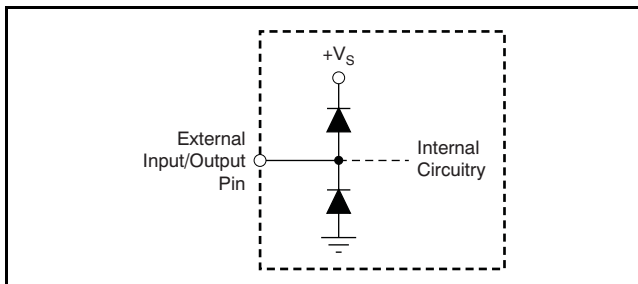 +VS
External
Input/Output
Pin
Internal
Circuitry